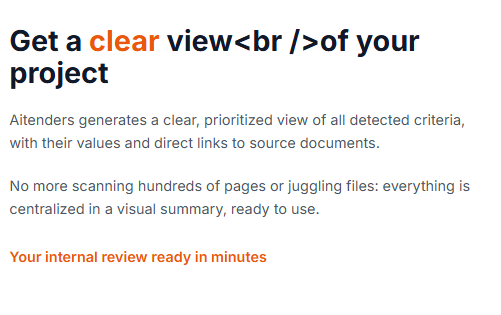 Get a clear view<br />of your
project
Aitenders generates a clear, prioritized view of all detected criteria,
with their values and direct links to source documents.
No more scanning hundreds of pages or juggling files: everything is
centralized in a visual summary, ready to use.
Your internal review ready in minutes